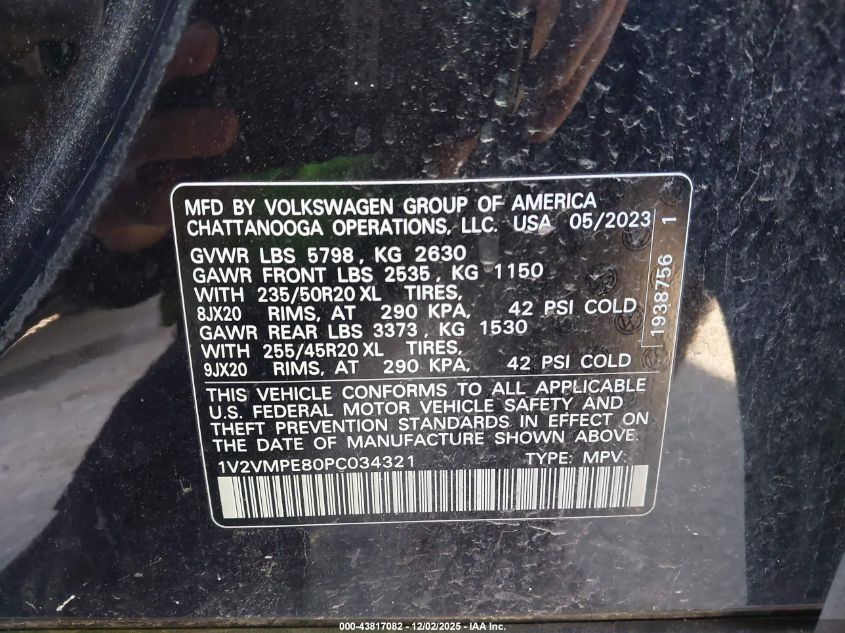 MFD BY VOLKSWAGEN GROUP OF AMERICA
CHATTANOOGA OPERATIONS, LLC. USA 05/2023
GVWR LBS 5798, KG 2630
GAWR FRONT LBS 2535, KG 1150
WITH 235/50R20 XL TIRES,
8JX20 RIMS, AT 290 KPA, 42 PSI COLD
GAWR REAR LBS 3373, KG 1530
WITH 255/45R20 XL TIRES,
9JX20 RIMS, AT 290 KPA, 42 PSI COLD
THIS VEHICLE CONFORMS TO ALL APPLICABLE
U.S. FEDERAL MOTOR VEHICLE SAFETY AND
THEFT PREVENTION STANDARDS IN EFFECT ON
THE DATE OF MANUFACTURE SHOWN ABOVE.
1V2VMPE80PC034321 TYPE: MPV
1938756 1
000-43817082 - 12/02/2025 - IAA Inc.